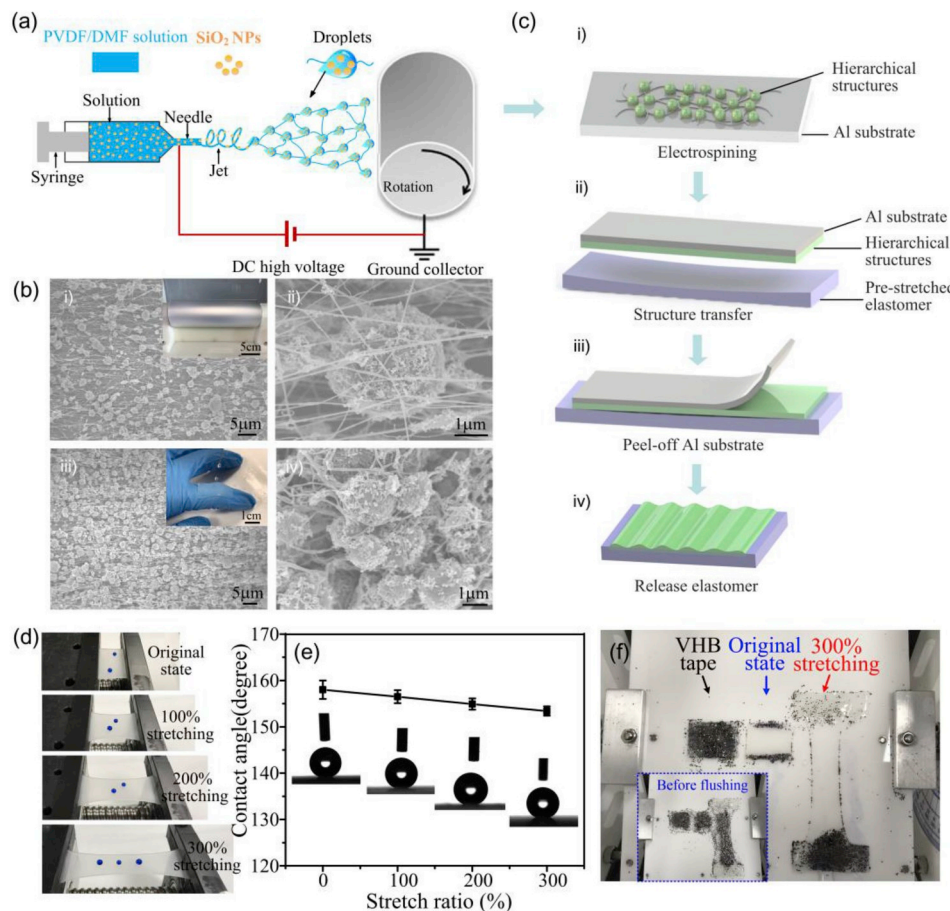 (a)
PVDF/DMF solution
SiO₂ NPs
Droplets
Solution
Needle
Syringe
Jet
Rotation
DC high voltage
Ground collector
(b)
i)
5cm
5μm
ii)
1μm
iii)
1cm
5μm
iv)
1μm
(c)
i)
Hierarchical
structures
Al substrate
Electrospining
ii)
Al substrate
Hierarchical
structures
Pre-stretched
elastomer
Structure transfer
iii)
Peel-off Al substrate
iv)
Release elastomer
(d)
Original
state
100%
stretching
200%
stretching
300%
stretching
(e)
Contact angle(degree)
170
160
150
140
130
120
0
100
200
300
Stretch ratio (%)
(f)
VHB
tape
Original
state
300%
stretching
Before flushing